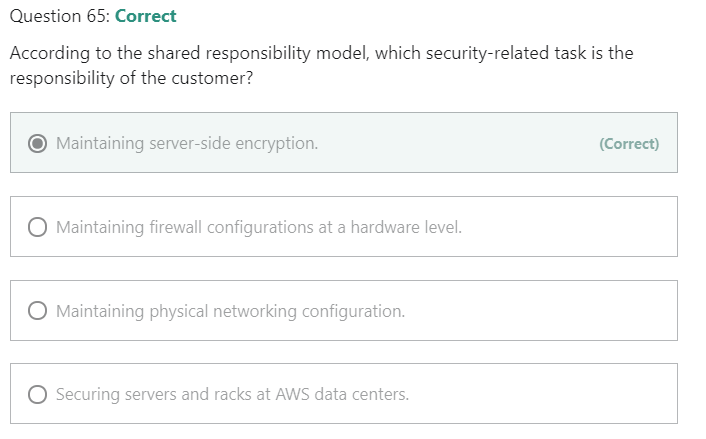 Question 65: Correct
According to the shared responsibility model, which security-related task is the
responsibility of the customer?
Maintaining server-side encryption. (Correct)
Maintaining firewall configurations at a hardware level.
Maintaining physical networking configuration.
Securing servers and racks at AWS data centers.